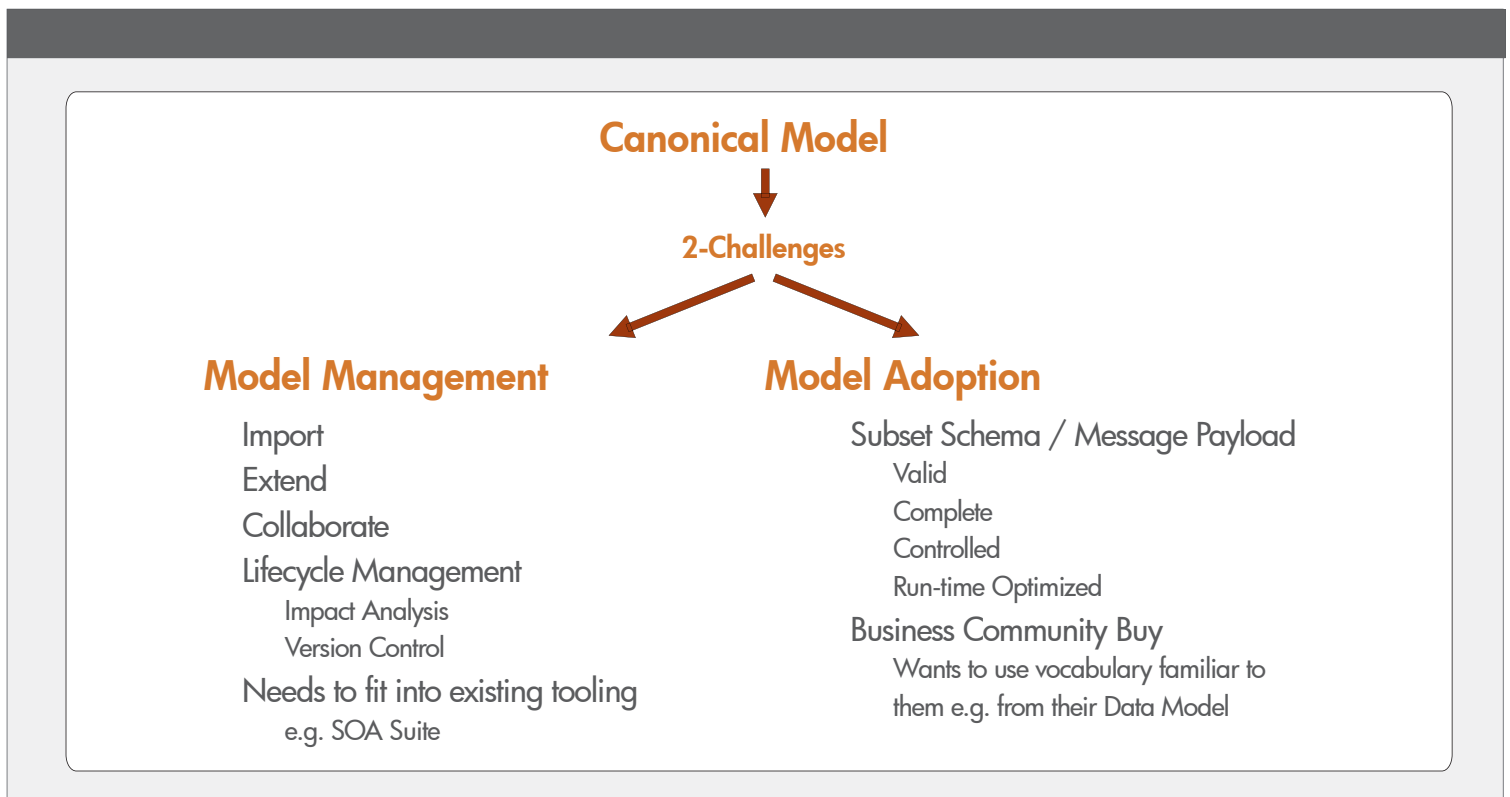 Canonical Model
2-Challenges
Model Management
Import
Extend
Collaborate
Lifecycle Management
Impact Analysis
Version Control
Needs to fit into existing tooling
e.g. SOA Suite
Model Adoption
Subset Schema / Message Payload
Valid
Complete
Controlled
Run-time Optimized
Business Community Buy
Wants to use vocabulary familiar to
them e.g. from their Data Model